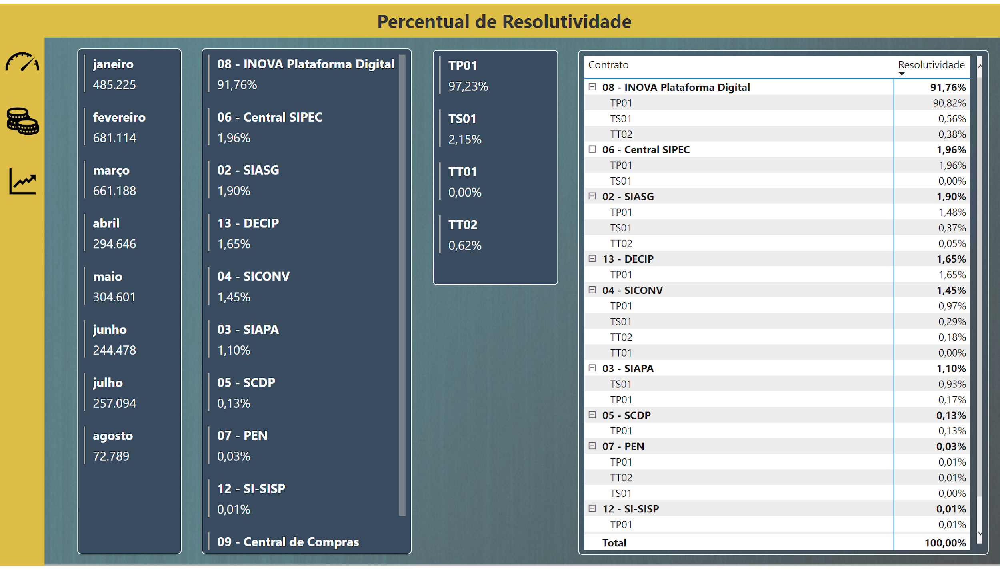 Percentual de Resolutividade
janeiro
485.225
fevereiro
681.114
março
661.188
abril
294.646
maio
304.601
junho
244.478
julho
257.094
agosto
72.789
08 - INOVA Plataforma Digital
91,76%
06 - Central SIPEC
1,96%
02 - SIASG
1,90%
13 - DECIP
1,65%
04 - SICONV
1,45%
03 - SIAPA
1,10%
05 - SCDP
0,13%
07 - PEN
0,03%
12 - SI-SISP
0,01%
09 - Central de Compras
TP01
97,23%
TS01
2,15%
TT01
0,00%
TT02
0,62%
Contrato Resolutividade
08 - INOVA Plataforma Digital 91,76%
TP01 90,82%
TS01 0,56%
TT02 0,38%
06 - Central SIPEC 1,96%
TP01 1,96%
TS01 0,00%
02 - SIASG 1,90%
TP01 1,48%
TS01 0,37%
TT02 0,05%
13 - DECIP 1,65%
TP01 1,65%
04 - SICONV 1,45%
TP01 0,97%
TS01 0,29%
TT02 0,18%
TT01 0,00%
03 - SIAPA 1,10%
TS01 0,93%
TP01 0,17%
05 - SCDP 0,13%
TP01 0,13%
07 - PEN 0,03%
TP01 0,01%
TT02 0,01%
TS01 0,00%
12 - SI-SISP 0,01%
TP01 0,01%
Total 100,00%